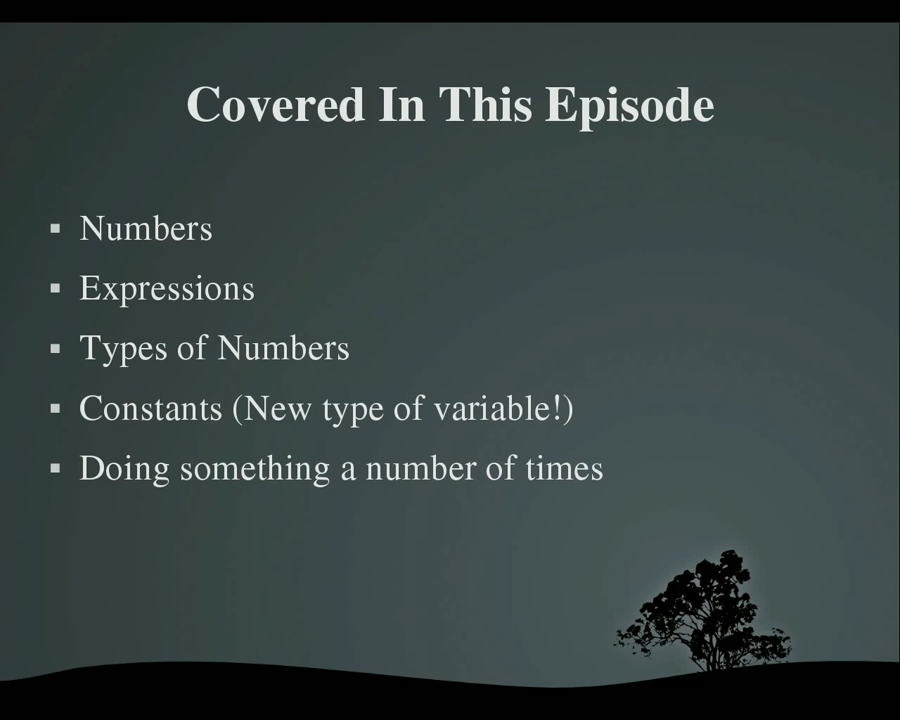 Covered In This Episode
▪ Numbers
▪ Expressions
▪ Types of Numbers
▪ Constants (New type of variable!)
▪ Doing something a number of times